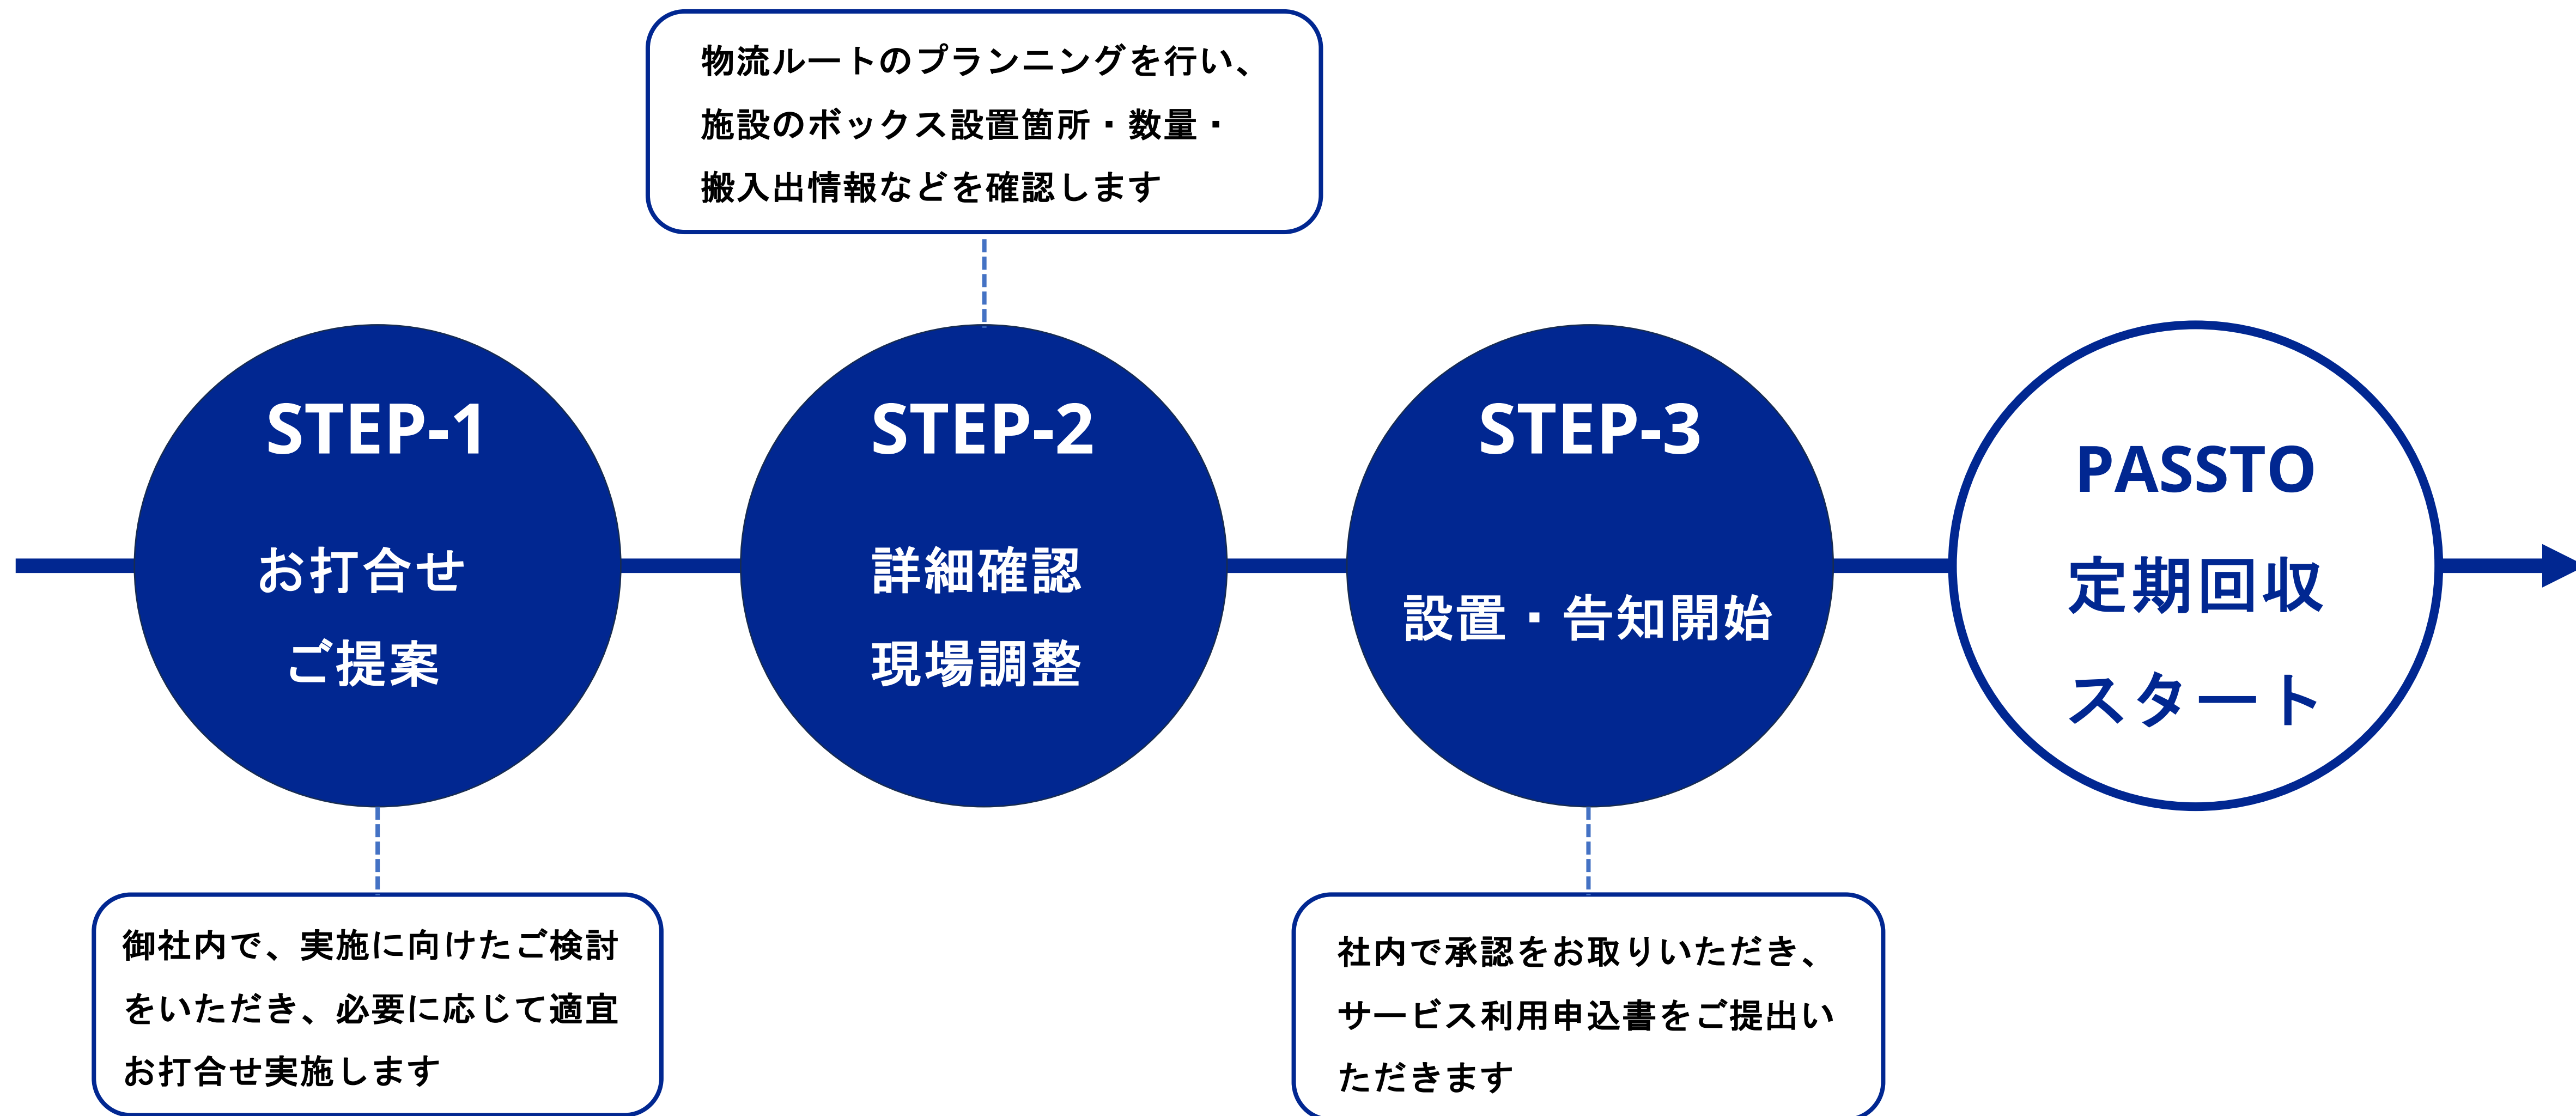 物流ルートのプランニングを行い、
施設のボックス設置箇所・数量・
搬入出情報などを確認します
STEP-1
お打合せ
ご提案
STEP-2
詳細確認
現場調整
STEP-3
設置・告知開始
PASSTO
定期回収
スタート
御社内で、実施に向けたご検討
をいただき、必要に応じて適宜
お打合せ実施します
社内で承認をお取りいただき、
サービス利用申込書をご提出い
ただきます